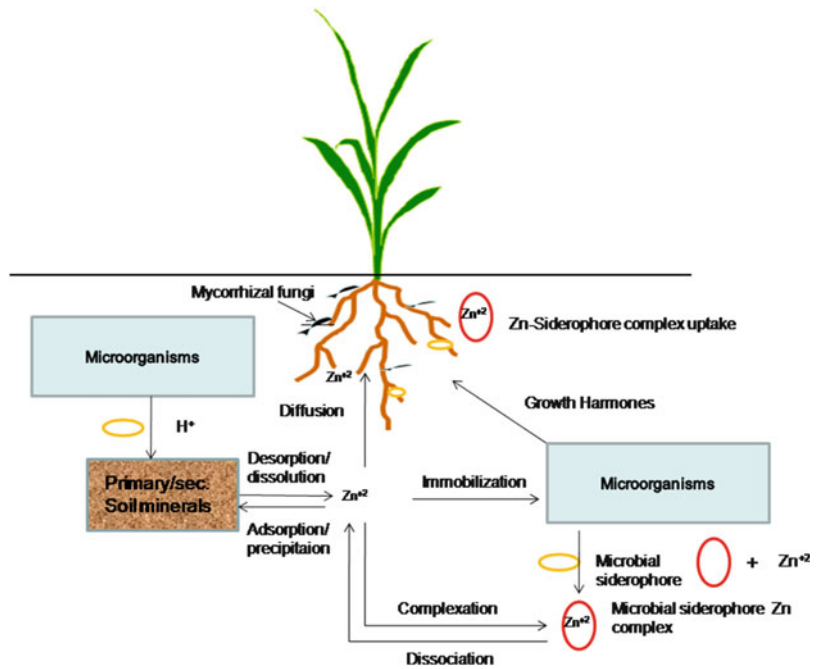 Mycorrhizal fungi
Zn+2
Zn-Siderophore complex uptake
Microorganisms
Zn+2
Diffusion
Growth Harmones
H+
Primary/sec.
Soil minerals
Desorption/
dissolution
Zn+2
Adsorption/
precipitaion
Immobilization
Microorganisms
Microbial
siderophore
+ Zn+2
Complexation
Zn+2
Microbial siderophore Zn
complex
Dissociation